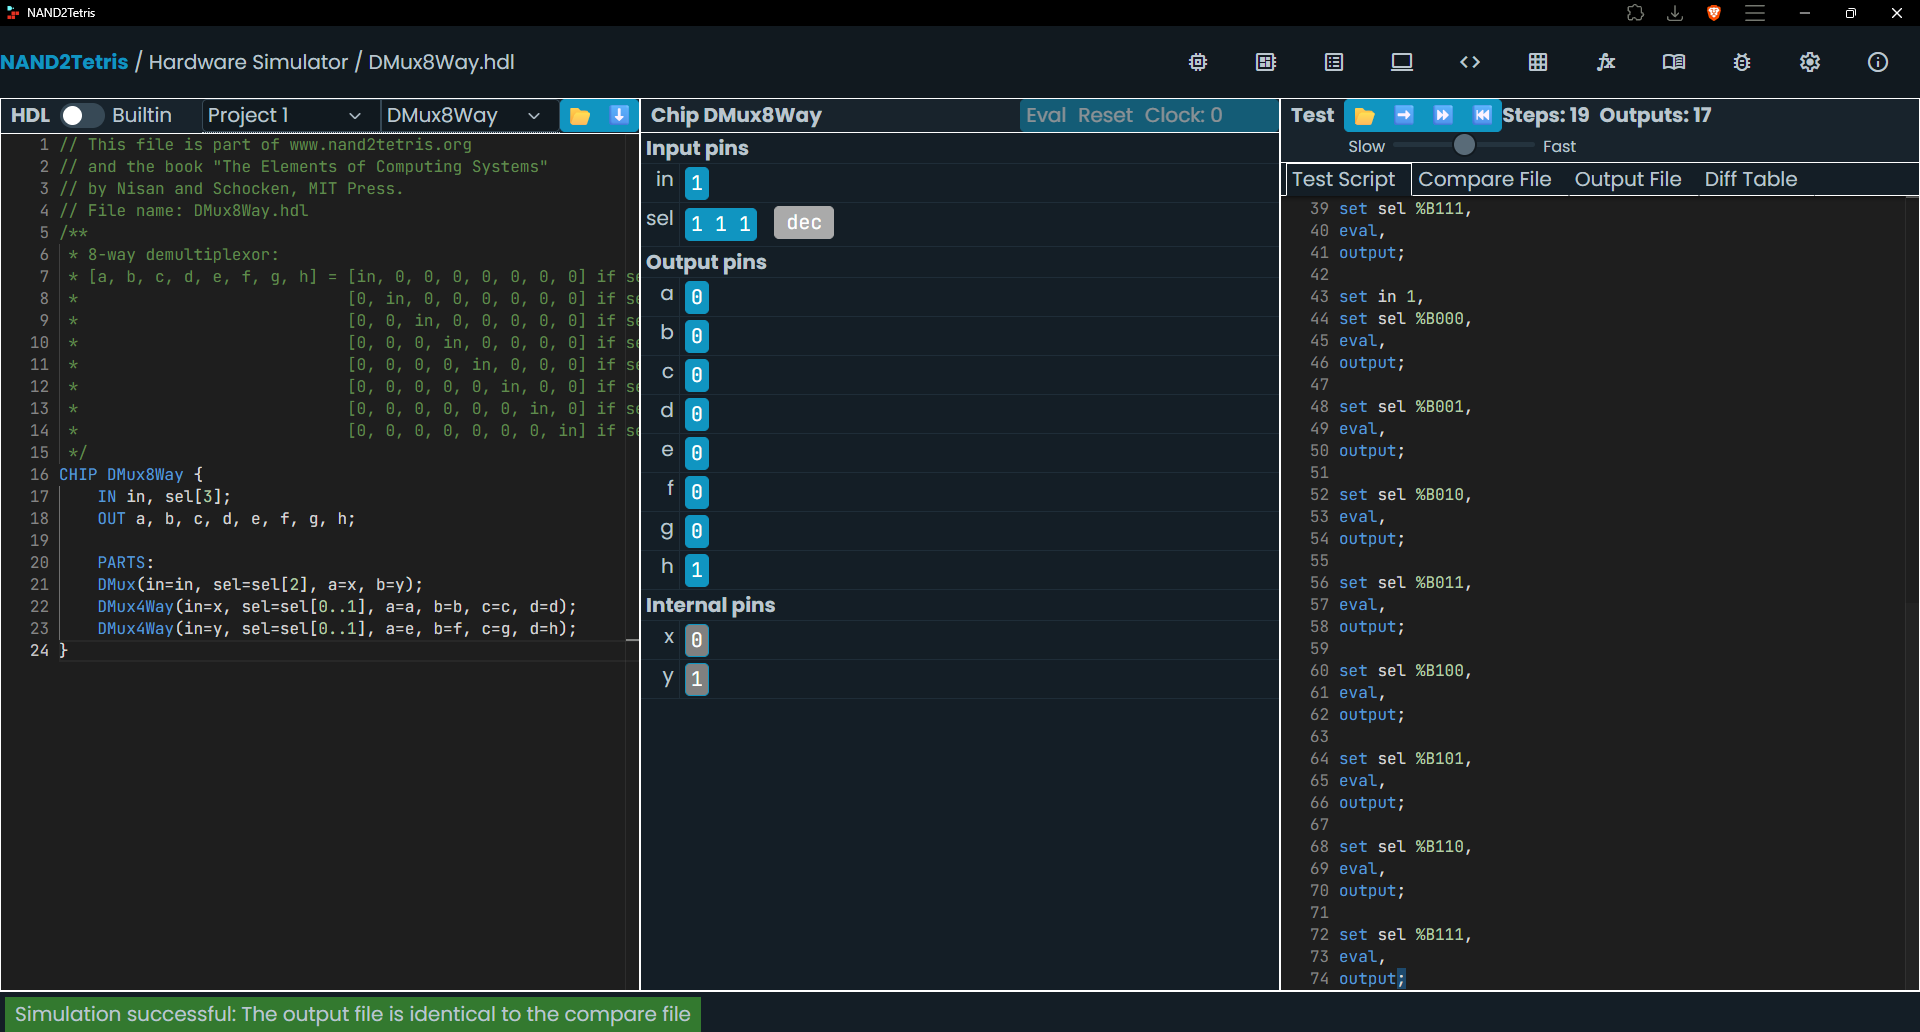 NAND2Tetris
NAND2Tetris / Hardware Simulator / DMux8Way.hdl
HDL Builtin Project 1 DMux8Way
1 // This file is part of www.nand2tetris.org
2 // and the book "The Elements of Computing Systems"
3 // by Nisan and Schocken, MIT Press.
4 // File name: DMux8Way.hdl
5 /**
6  * 8-way demultiplexor:
7  * [a, b, c, d, e, f, g, h] = [in, 0, 0, 0, 0, 0, 0, 0] if se
8  *                            [0, in, 0, 0, 0, 0, 0, 0] if se
9  *                            [0, 0, in, 0, 0, 0, 0, 0] if se
10  *                            [0, 0, 0, in, 0, 0, 0, 0] if se
11  *                            [0, 0, 0, 0, in, 0, 0, 0] if se
12  *                            [0, 0, 0, 0, 0, in, 0, 0] if se
13  *                            [0, 0, 0, 0, 0, 0, in, 0] if se
14  *                            [0, 0, 0, 0, 0, 0, 0, in] if se
15  */
16 CHIP DMux8Way {
17     IN in, sel[3];
18     OUT a, b, c, d, e, f, g, h;
19
20     PARTS:
21     DMux(in=in, sel=sel[2], a=x, b=y);
22     DMux4Way(in=x, sel=sel[0..1], a=a, b=b, c=c, d=d);
23     DMux4Way(in=y, sel=sel[0..1], a=e, b=f, c=g, d=h);
24 }
Chip DMux8Way Eval Reset Clock: 0
Input pins
in 1
sel 1 1 1 dec
Output pins
a 0
b 0
c 0
d 0
e 0
f 0
g 0
h 1
Internal pins
x 0
y 1
Test Steps: 19 Outputs: 17
Slow Fast
Test Script Compare File Output File Diff Table
39 set sel %B111,
40 eval,
41 output;
42
43 set in 1,
44 set sel %B000,
45 eval,
46 output;
47
48 set sel %B001,
49 eval,
50 output;
51
52 set sel %B010,
53 eval,
54 output;
55
56 set sel %B011,
57 eval,
58 output;
59
60 set sel %B100,
61 eval,
62 output;
63
64 set sel %B101,
65 eval,
66 output;
67
68 set sel %B110,
69 eval,
70 output;
71
72 set sel %B111,
73 eval,
74 output;
Simulation successful: The output file is identical to the compare file